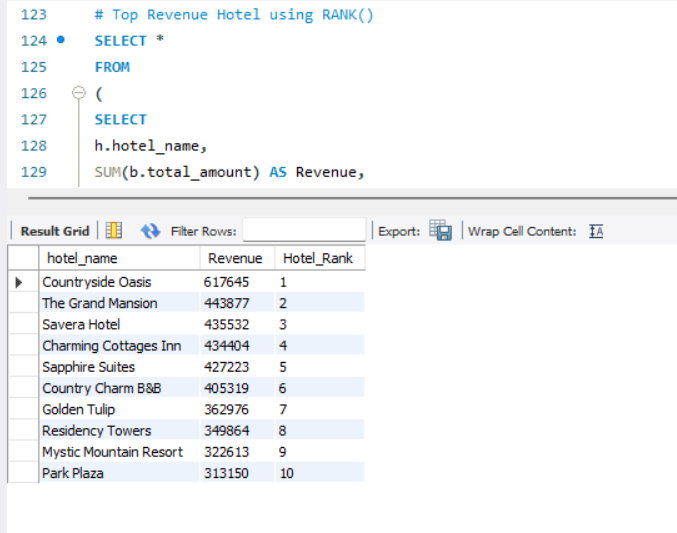 123 # Top Revenue Hotel using RANK()
124 SELECT *
125 FROM
126 (
127 SELECT
128 h.hotel_name,
129 SUM(b.total_amount) AS Revenue,
Result Grid Filter Rows: Export: Wrap Cell Content: IA
hotel_name Revenue Hotel_Rank
Countryside Oasis 617645 1
The Grand Mansion 443877 2
Savera Hotel 435532 3
Charming Cottages Inn 434404 4
Sapphire Suites 427223 5
Country Charm B&B 405319 6
Golden Tulip 362976 7
Residency Towers 349864 8
Mystic Mountain Resort 322613 9
Park Plaza 313150 10